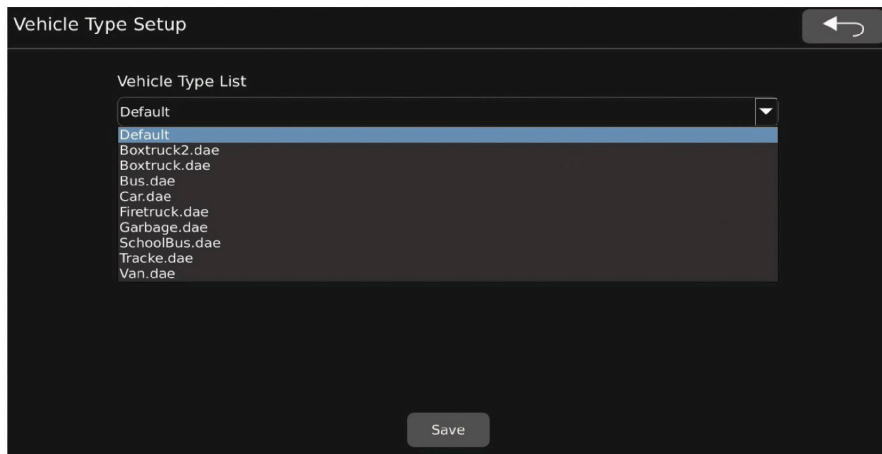 Vehicle Type Setup
Vehicle Type List
Default
Default
Boxtruck2.dae
Boxtruck.dae
Bus.dae
Car.dae
Firetruck.dae
Garbage.dae
SchoolBus.dae
Tracke.dae
Van.dae
Save